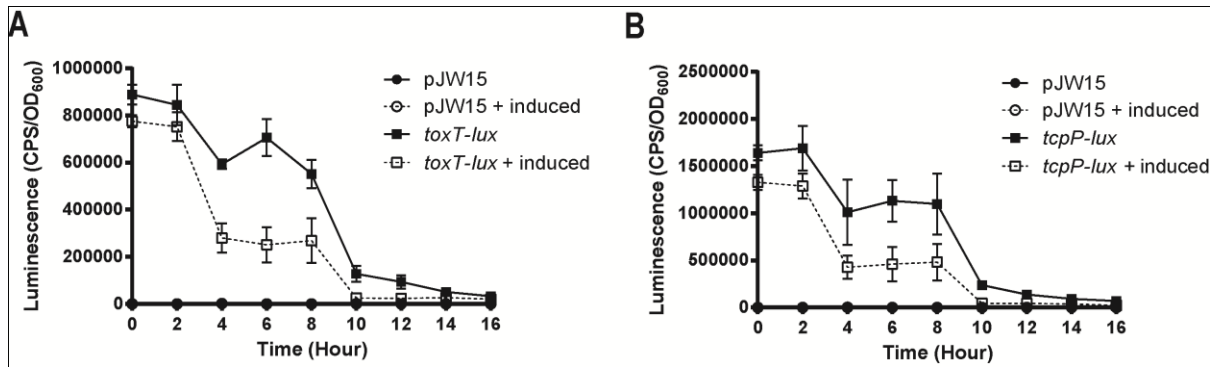 A
Luminescence (CPS/OD600)
1000000
800000
600000
400000
200000
0
0 2 4 6 8 10 12 14 16
Time (Hour)
pJW15
pJW15 + induced
toxT-lux
toxT-lux + induced
B
Luminescence (CPS/OD600)
2500000
2000000
1500000
1000000
500000
0
0 2 4 6 8 10 12 14 16
Time (Hour)
pJW15
pJW15 + induced
tcpP-lux
tcpP-lux + induced